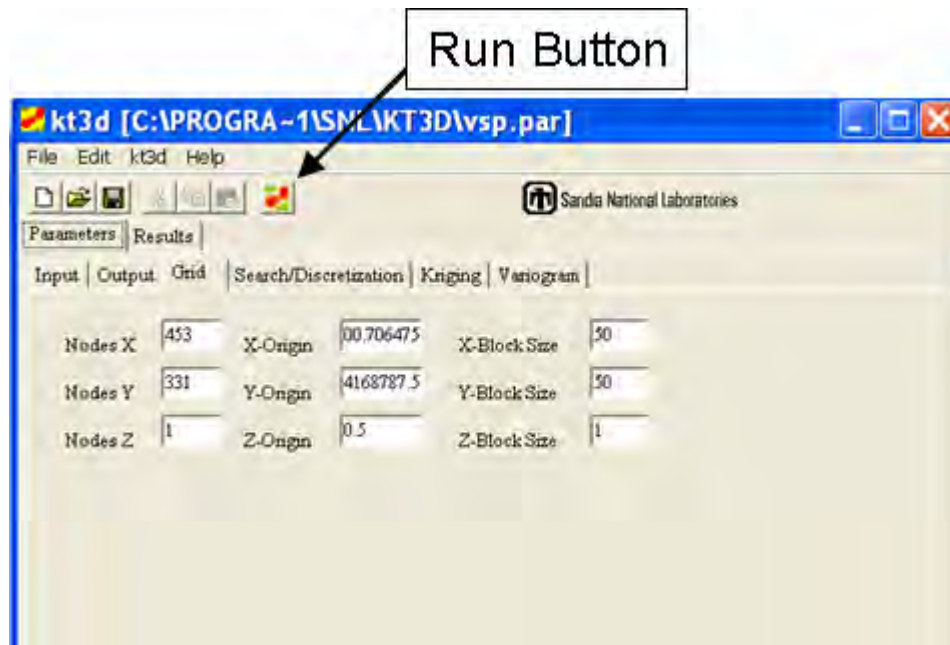 Run Button
kt3d [C:\PROGRA~1\SNL\KT3D\vsp.par]
File Edit kt3d Help
Sandia National Laboratories
Parameters Results
Input Output Grid Search/Discretization Kriging Variogram
Nodes X 453 X-Origin 00.706475 X-Block Size 50
Nodes Y 331 Y-Origin 4168787.5 Y-Block Size 50
Nodes Z 1 Z-Origin 0.5 Z-Block Size 1